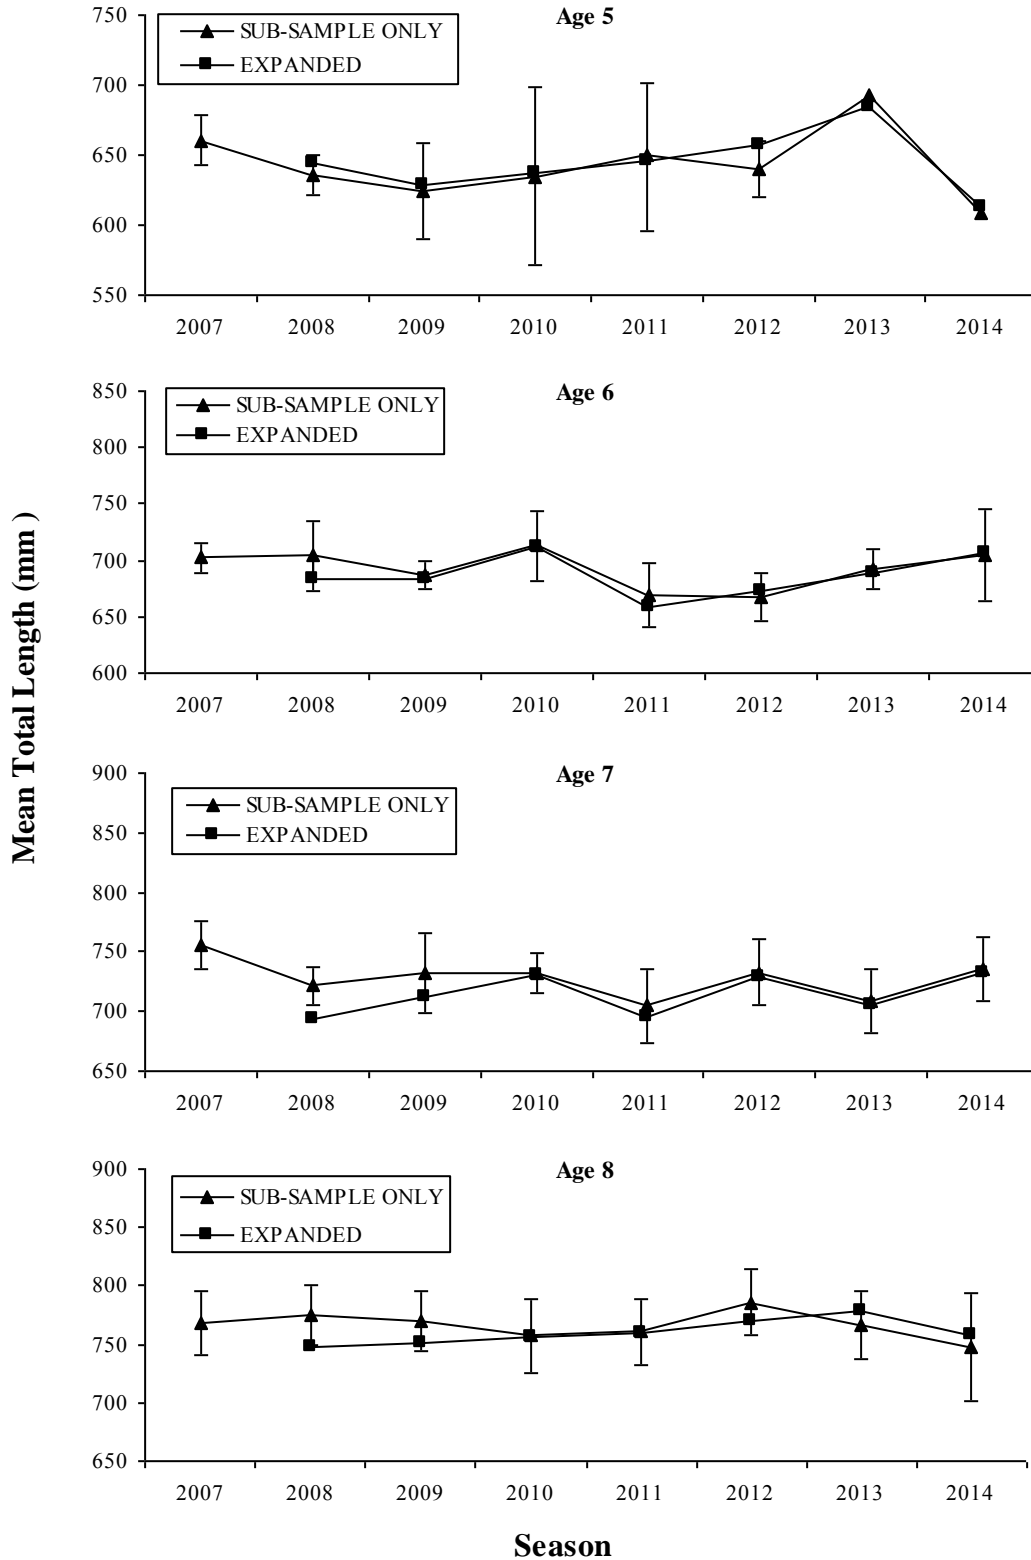 Age 5
SUB-SAMPLE ONLY
EXPANDED
750
700
650
600
550
2007 2008 2009 2010 2011 2012 2013 2014
Age 6
SUB-SAMPLE ONLY
EXPANDED
850
800
750
700
650
600
2007 2008 2009 2010 2011 2012 2013 2014
Mean Total Length (mm )
Age 7
SUB-SAMPLE ONLY
EXPANDED
900
850
800
750
700
650
2007 2008 2009 2010 2011 2012 2013 2014
Age 8
SUB-SAMPLE ONLY
EXPANDED
900
850
800
750
700
650
2007 2008 2009 2010 2011 2012 2013 2014
Season